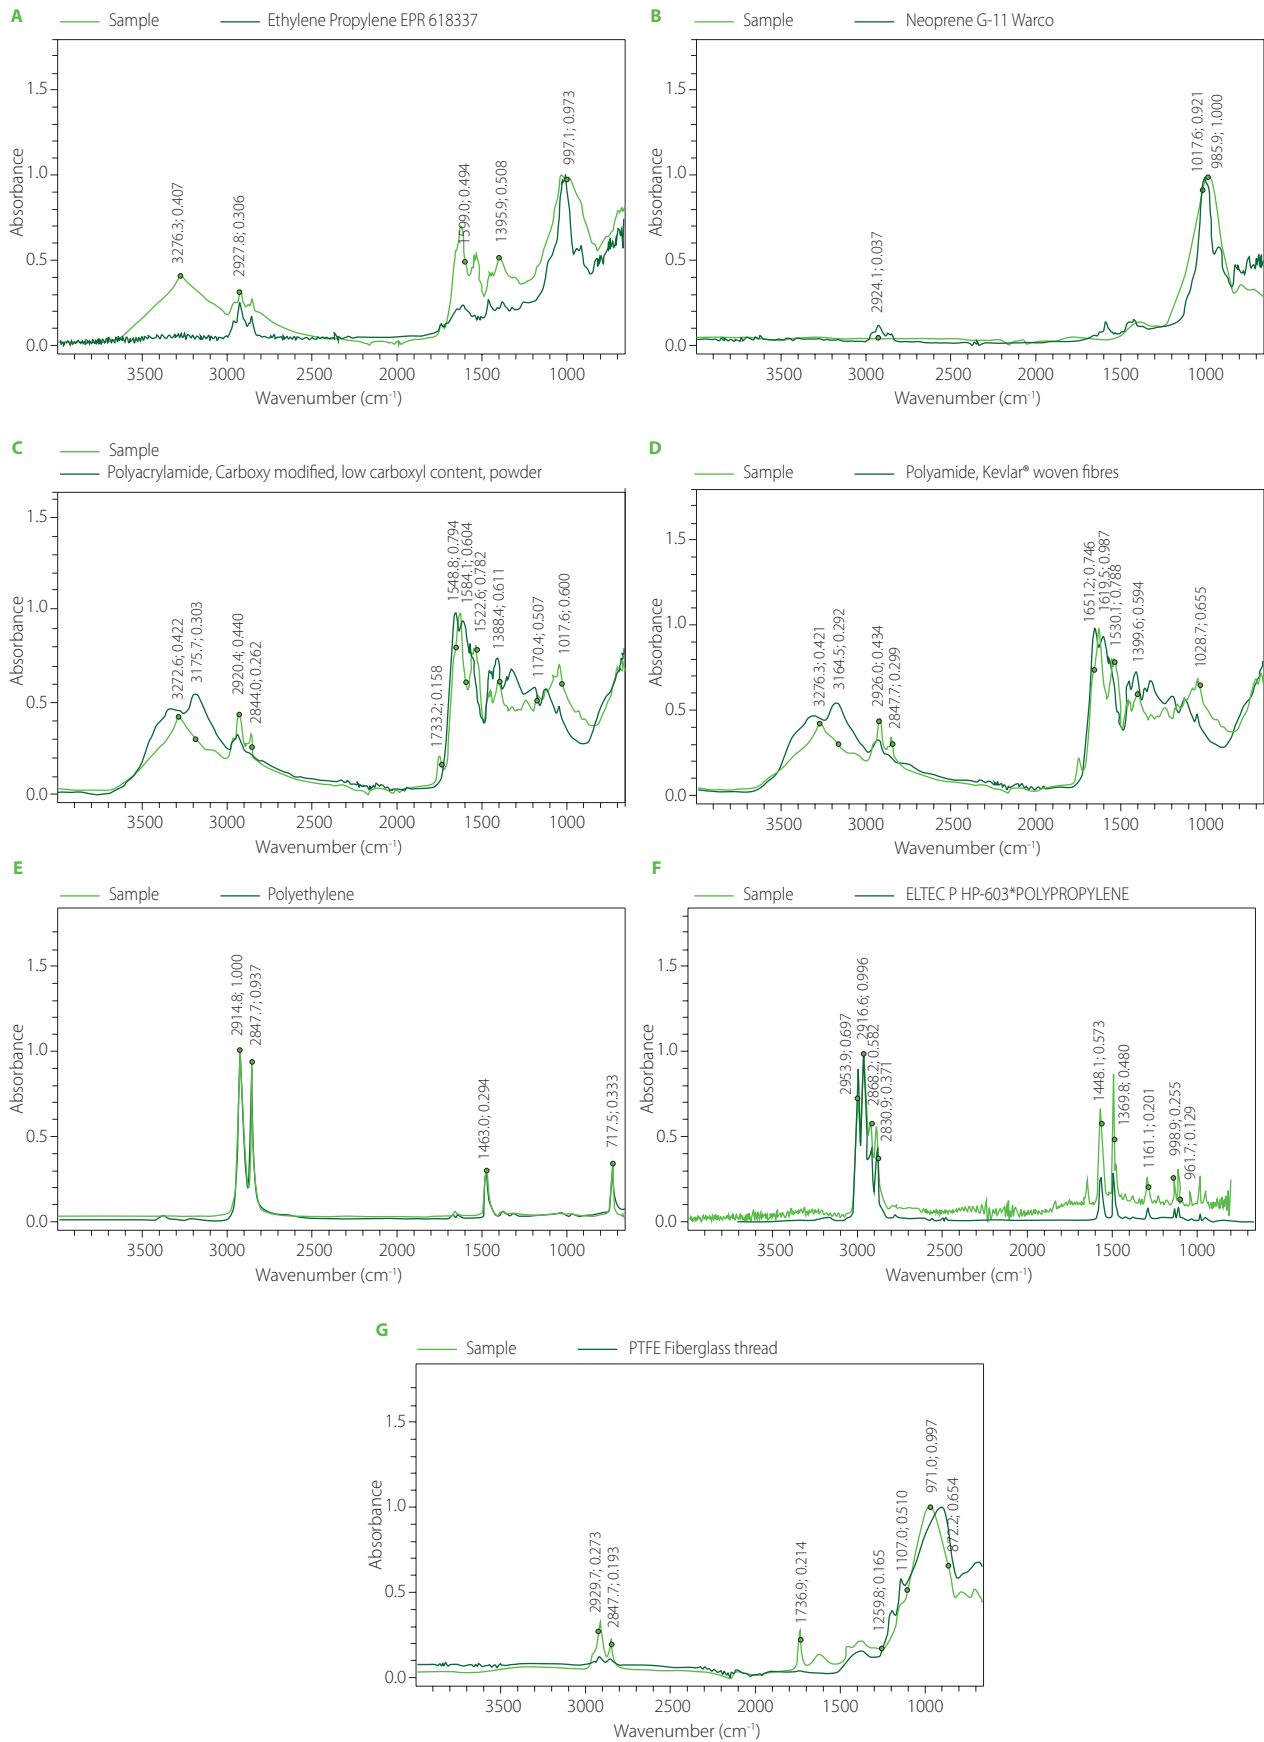 A
Sample
Ethylene Propylene EPR 618337
Absorbance
1.5
1.0
0.5
0.0
3276.3; 0.407
2927.8; 0.306
1599.0; 0.494
1395.9; 0.508
997.1; 0.973
3500 3000 2500 2000 1500 1000
Wavenumber (cm-1)
B
Sample
Neoprene G-11 Warco
Absorbance
1.5
1.0
0.5
0.0
2924.1; 0.037
1017.6; 0.921
985.9; 1.000
3500 3000 2500 2000 1500 1000
Wavenumber (cm-1)
C
Sample
Polyacrylamide, Carboxy modified, low carboxyl content, powder
Absorbance
1.5
1.0
0.5
0.0
3272.6; 0.422
3175.7; 0.303
2920.4; 0.440
2844.0; 0.262
1733.2; 0.158
1548.8; 0.794
1584.1; 0.604
1522.6; 0.782
1388.4; 0.611
1170.4; 0.507
1017.6; 0.600
3500 3000 2500 2000 1500 1000
Wavenumber (cm-1)
D
Sample
Polyamide, Kevlar® woven fibres
Absorbance
1.5
1.0
0.5
0.0
3276.3; 0.421
3164.5; 0.292
2926.0; 0.434
2847.7; 0.299
1651.2; 0.746
1619.5; 0.987
1530.1; 0.788
1399.6; 0.594
1028.7; 0.655
3500 3000 2500 2000 1500 1000
Wavenumber (cm-1)
E
Sample
Polyethylene
Absorbance
1.5
1.0
0.5
0.0
2914.8; 1.000
2847.7; 0.937
1463.0; 0.294
717.5; 0.333
3500 3000 2500 2000 1500 1000
Wavenumber (cm-1)
F
Sample
ELTEC P HP-603*POLYPROPYLENE
Absorbance
1.5
1.0
0.5
0.0
2953.9; 0.697
2916.6; 0.996
2868.2; 0.582
2830.9; 0.371
1448.1; 0.573
1369.8; 0.480
1161.1; 0.201
998.9; 0.255
961.7; 0.129
3500 3000 2500 2000 1500 1000
Wavenumber (cm-1)
G
Sample
PTFE Fiberglass thread
Absorbance
1.5
1.0
0.5
0.0
2929.7; 0.273
2847.7; 0.193
1736.9; 0.214
1259.8; 0.165
1107.0; 0.510
971.0; 0.997
872.2; 0.654
3500 3000 2500 2000 1500 1000
Wavenumber (cm-1)